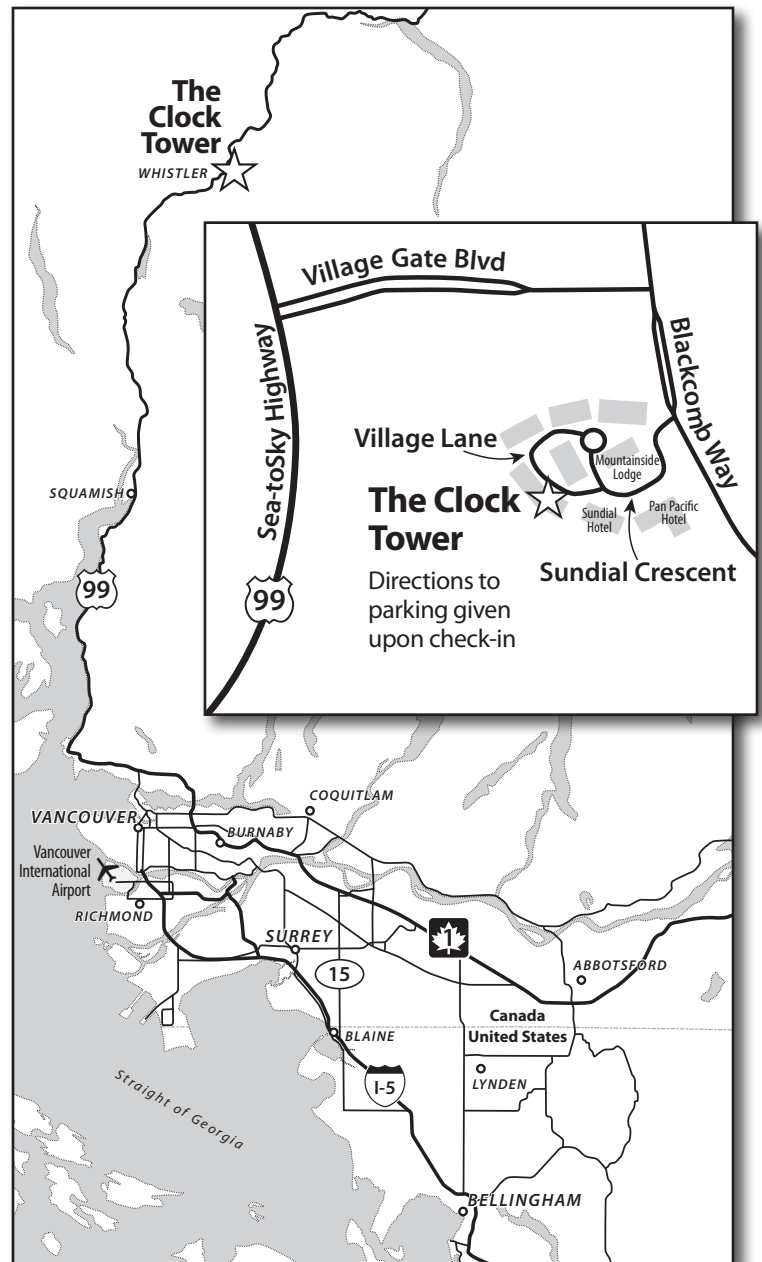 The
Clock
Tower
WHISTLER
Village Gate Blvd
Sea-toSky Highway
Blackcomb Way
Village Lane
Mountainside
Lodge
The Clock
Tower
Sundial
Hotel
Pan Pacific
Hotel
Sundial Crescent
Directions to
parking given
upon check-in
99
SQUAMISH
99
COQUITLAM
VANCOUVER
BURNABY
Vancouver
International
Airport
RICHMOND
SURREY
1
15
ABBOTSFORD
Canada
United States
BLAINE
I-5
LYNDEN
Straight of Georgia
BELLINGHAM